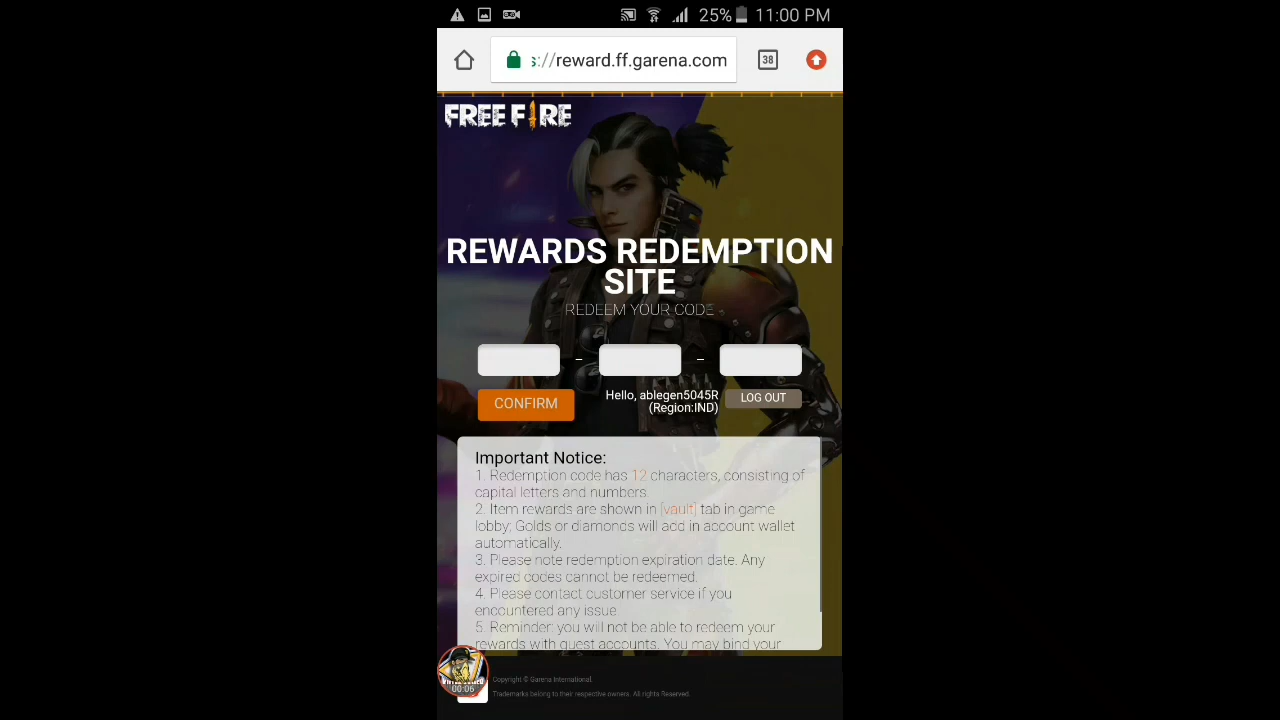 25% 11:00 PM
s://reward.ff.garena.com
38
FREE FIRE
REWARDS REDEMPTION
SITE
REDEEM YOUR CODE
– –
CONFIRM
Hello, ablegen5045R
(Region:IND)
LOG OUT
Important Notice:
1. Redemption code has 12 characters, consisting of
capital letters and numbers.
2. Item rewards are shown in [vault] tab in game
lobby; Golds or diamonds will add in account wallet
automatically.
3. Please note redemption expiration date. Any
expired codes cannot be redeemed.
4. Please contact customer service if you
encountered any issue
5. Reminder: you will not be able to redeem your
rewards with guest accounts. You may bind your
00:06
Copyright © Garena International.
Trademarks belong to their respective owners. All rights Reserved.